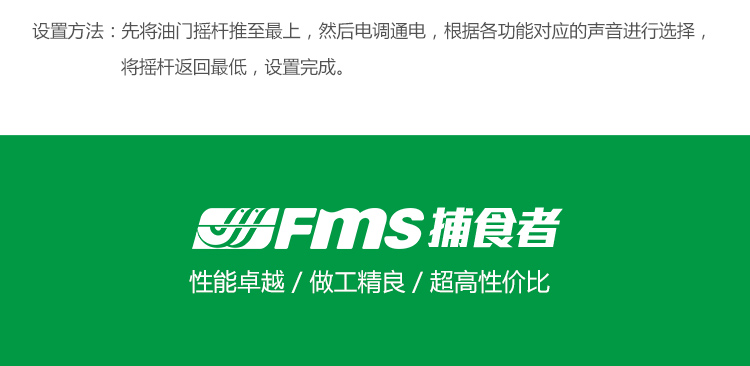 设置方法：先将油门摇杆推至最上，然后电调通电，根据各功能对应的声音进行选择，
将摇杆返回最低，设置完成。
Fms 捕食者
性能卓越 / 做工精良 / 超高性价比